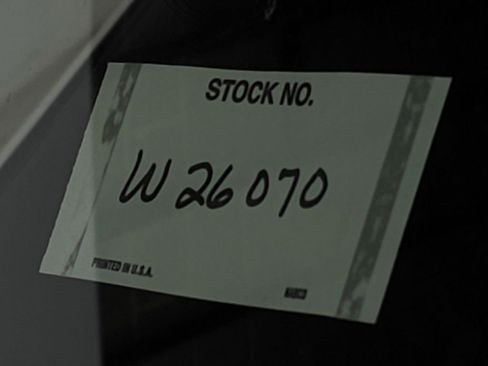 STOCK NO.
W 26070
PRINTED IN U.S.A.